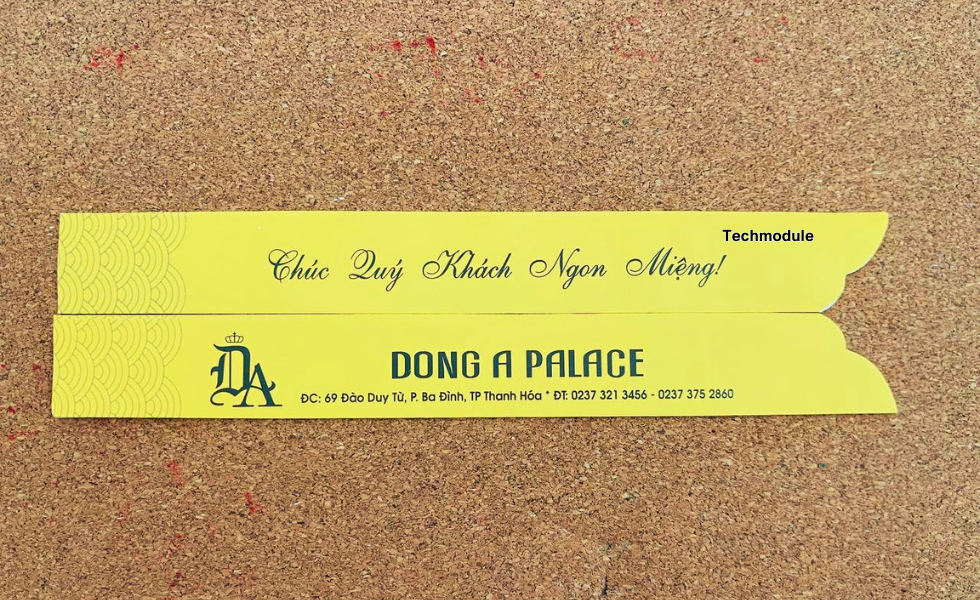 Techmodule
Chúc Quý Khách Ngon Miệng!
DA
DONG A PALACE
ĐC: 69 Đào Duy Từ, P. Ba Đình, TP Thanh Hóa * ĐT: 0237 321 3456 - 0237 375 2860